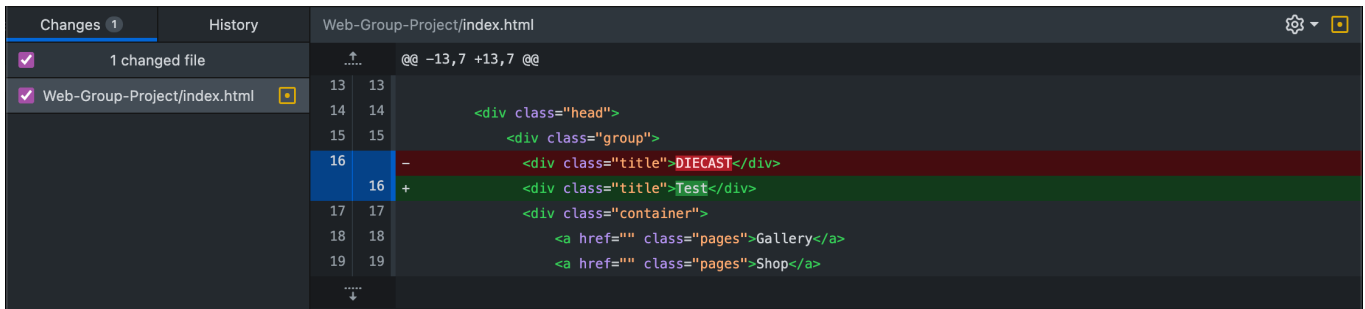 Changes 1 History Web-Group-Project/index.html
1 changed file
Web-Group-Project/index.html
@@ -13,7 +13,7 @@
13 13
14 14 <div class="head">
15 15 <div class="group">
16 - <div class="title">DIECAST</div>
16 + <div class="title">Test</div>
17 17 <div class="container">
18 18 <a href="" class="pages">Gallery</a>
19 19 <a href="" class="pages">Shop</a>